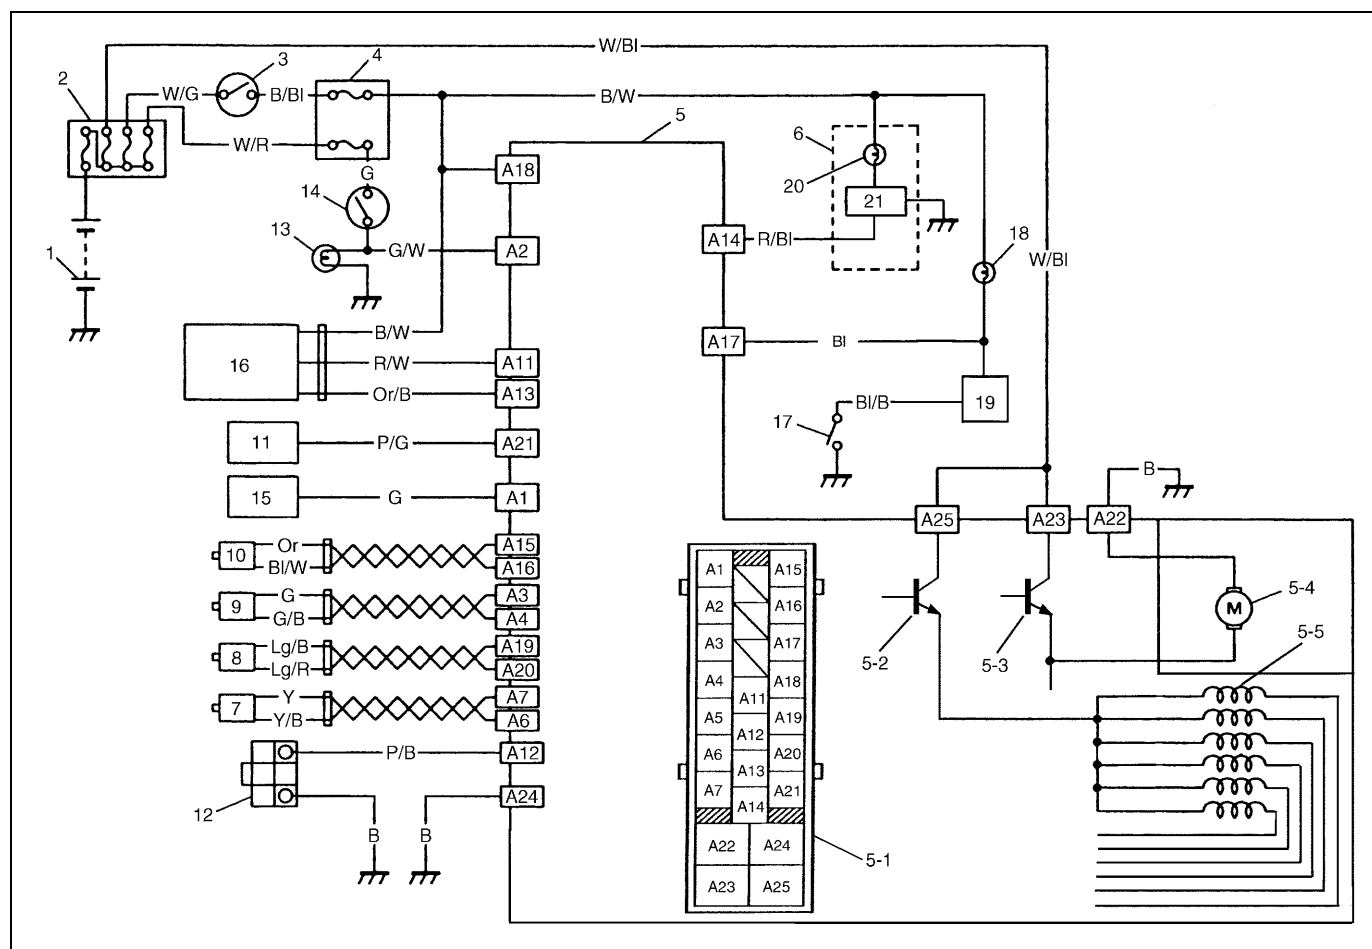 W/Bl
3
4
2
W/G
B/Bl
B/W
5
6
W/R
A18
G
14
20
21
13
G/W
A2
A14
R/Bl
18
W/Bl
1
B/W
16
R/W
A11
A17
Bl
Or/B
A13
Bl/B
19
17
11
P/G
A21
B
15
G
A1
A25
A23
A22
10
Or
A15
Bl/W
A16
9
G
A3
G/B
A4
8
Lg/B
A19
Lg/R
A20
7
Y
A7
Y/B
A6
P/B
A12
12
A24
B
B
A1
A15
A2
A16
A3
A17
A4
A18
A11
A5
A19
A12
A6
A20
A13
A7
A21
A14
A22
A24
A23
A25
5-1
5-2
5-3
M
5-4
5-5